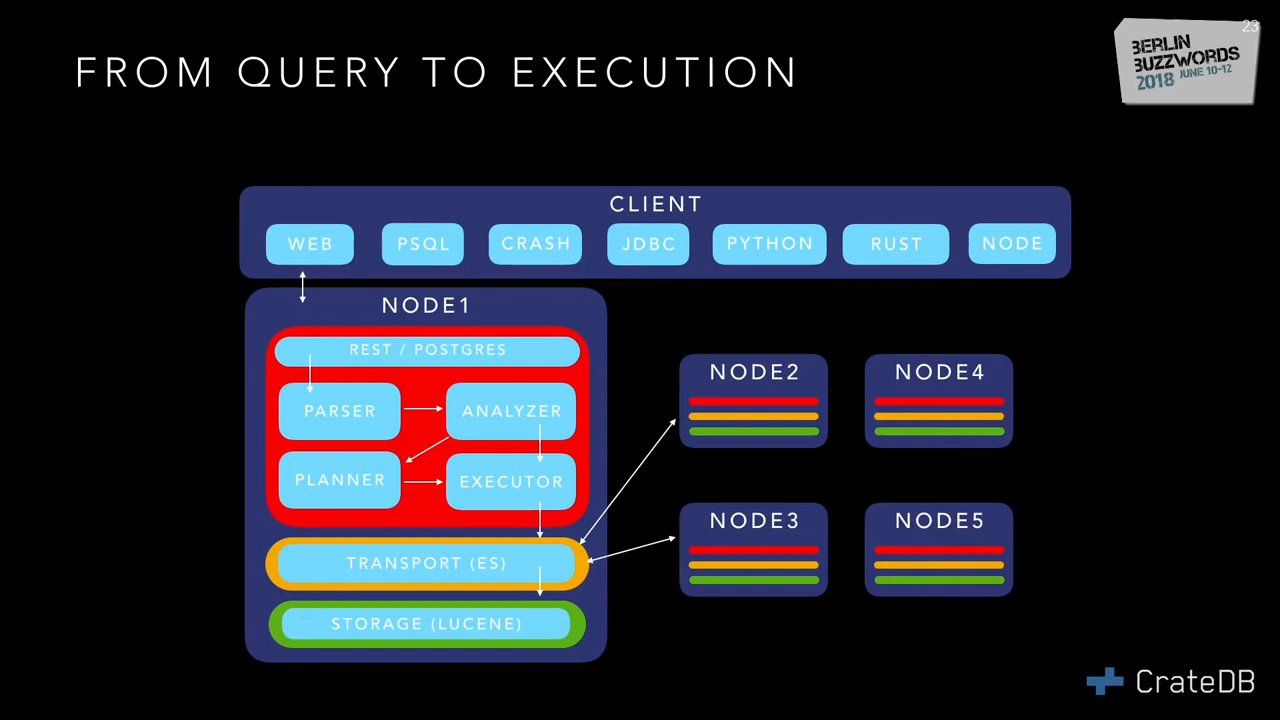 23
BERLIN
BUZZWORDS
2018 JUNE 10-12
FROM QUERY TO EXECUTION
CLIENT
WEB PSQL CRASH JDBC PYTHON RUST NODE
NODE1
REST / POSTGRES
PARSER ANALYZER
PLANNER EXECUTOR
TRANSPORT (ES)
STORAGE (LUCENE)
NODE2 NODE4
NODE3 NODE5
CrateDB